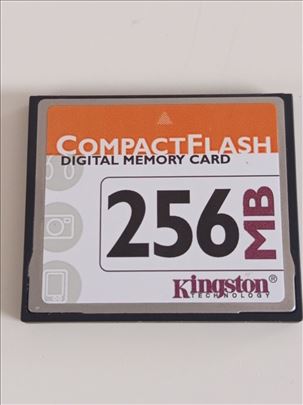 COMPACTFLASH
DIGITAL MEMORY CARD
256 MB
Kingston
TECHNOLOGY